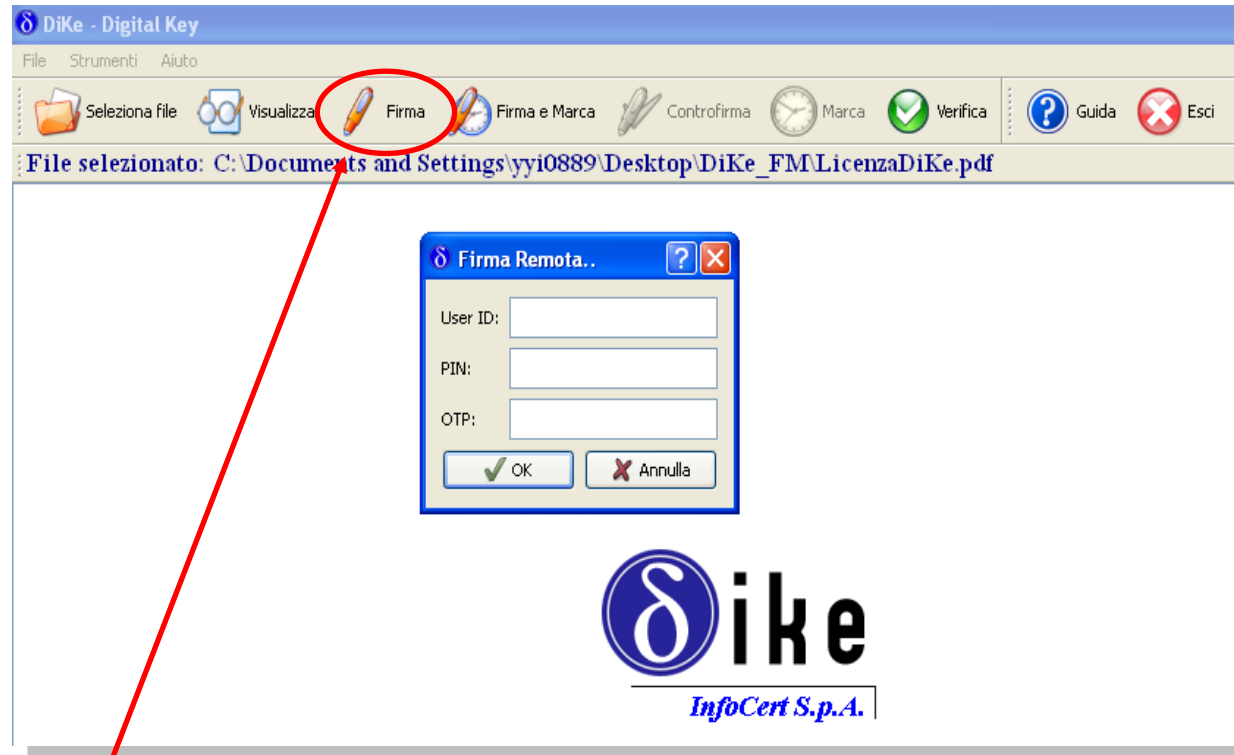 δ DiKe - Digital Key
File Strumenti Aiuto
Seleziona file Visualizza Firma Firma e Marca Controfirma Marca Verifica ? Guida Esci
File selezionato: C:\Documents and Settings\yyi0889\Desktop\DiKe_FM\LicenzaDiKe.pdf
δ Firma Remota..
User ID:
PIN:
OTP:
OK Annulla
δike
InfoCert S.p.A.